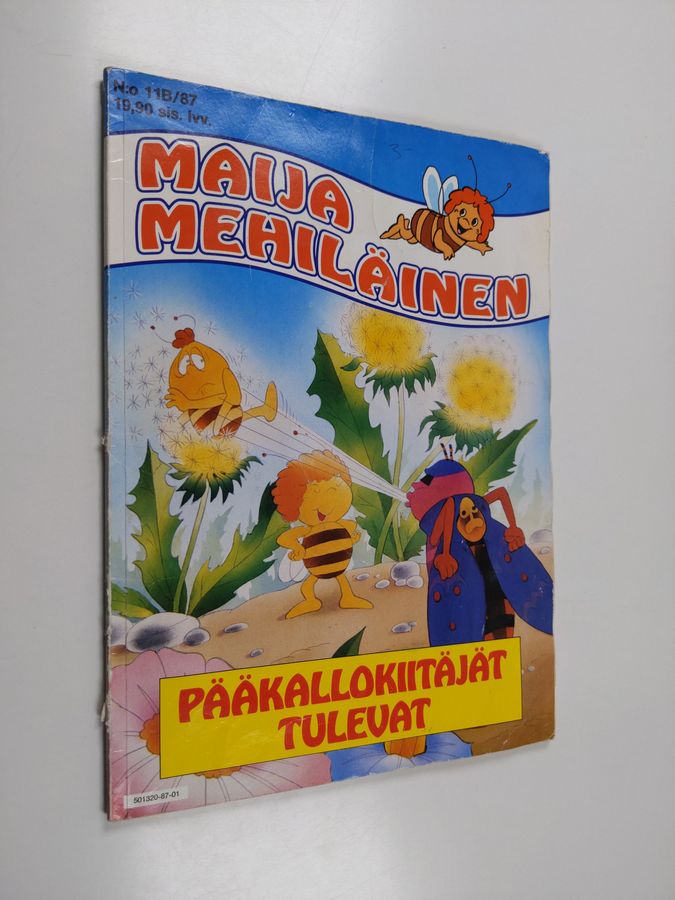 N:o 11B/87
19,90 sis. lvv.
MAIJA
MEHILÄINEN
PÄÄKALLOKIITÄJÄT
TULEVAT
501320-87-01